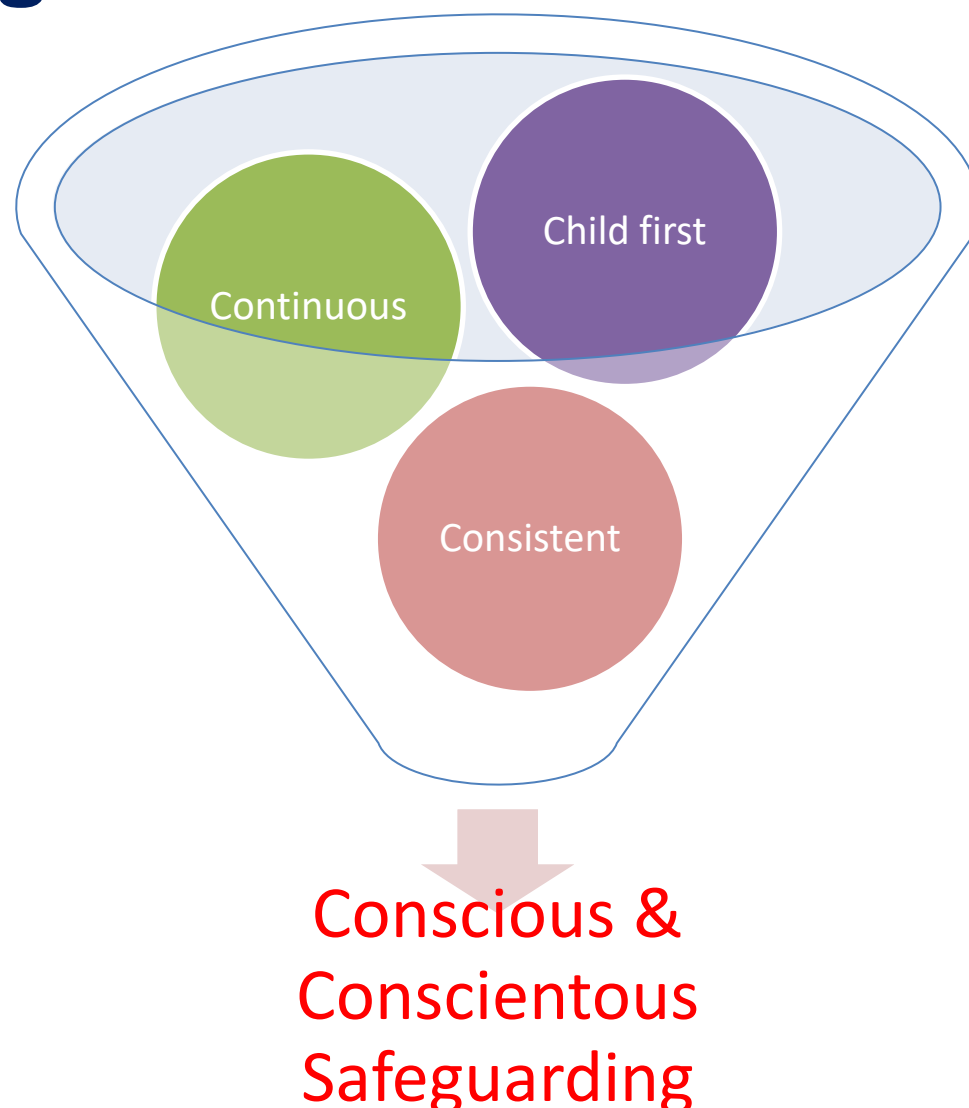 Child first
Continuous
Consistent
Conscious &
Conscientous
Safeguarding